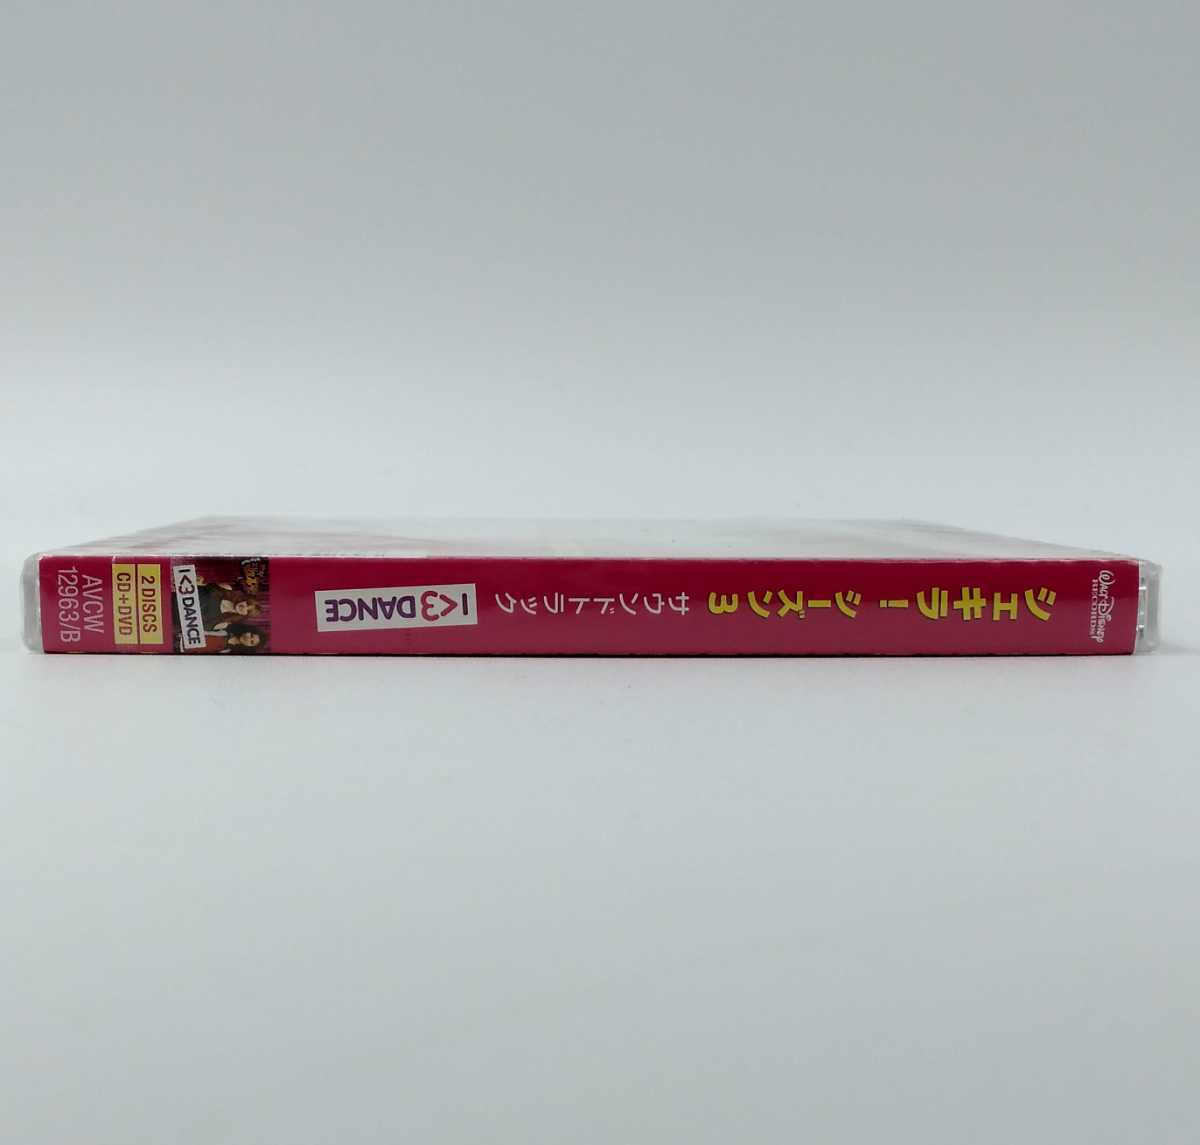 WALT DISNEY
RECORDS
シェキラ! シーズン3
サウンドトラック
I<3 DANCE
I<3 DANCE
2 DISCS
CD+DVD
AVCW
12963/B